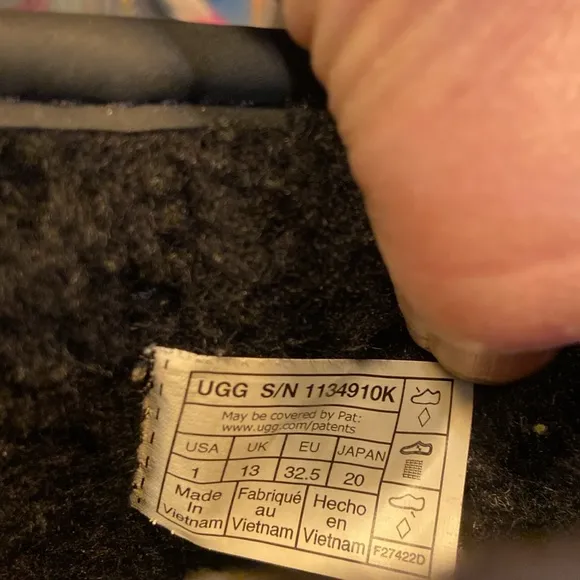 UGG S/N 1134910K
May be covered by Pat:
www.ugg.com/patents
USA UK EU JAPAN
1 13 32.5 20
Made In Vietnam
Fabriqué au Vietnam
Hecho en Vietnam
F27422D